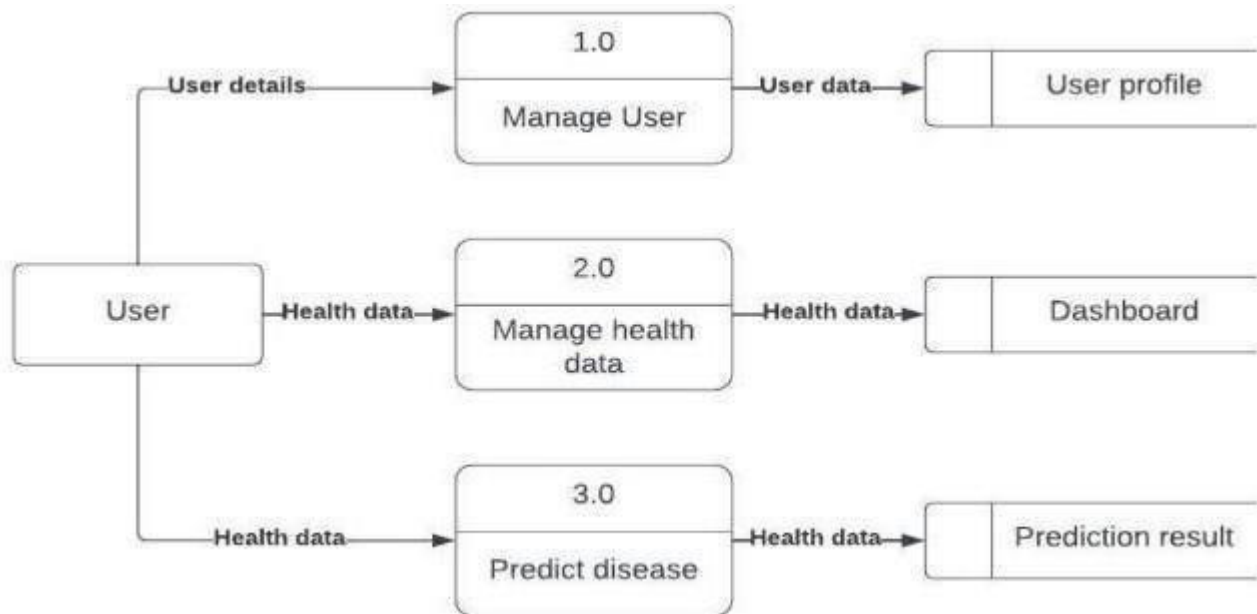 1.0
User details
Manage User
User data
User profile
User
Health data
2.0
Manage health
data
Health data
Dashboard
Health data
3.0
Predict disease
Health data
Prediction result